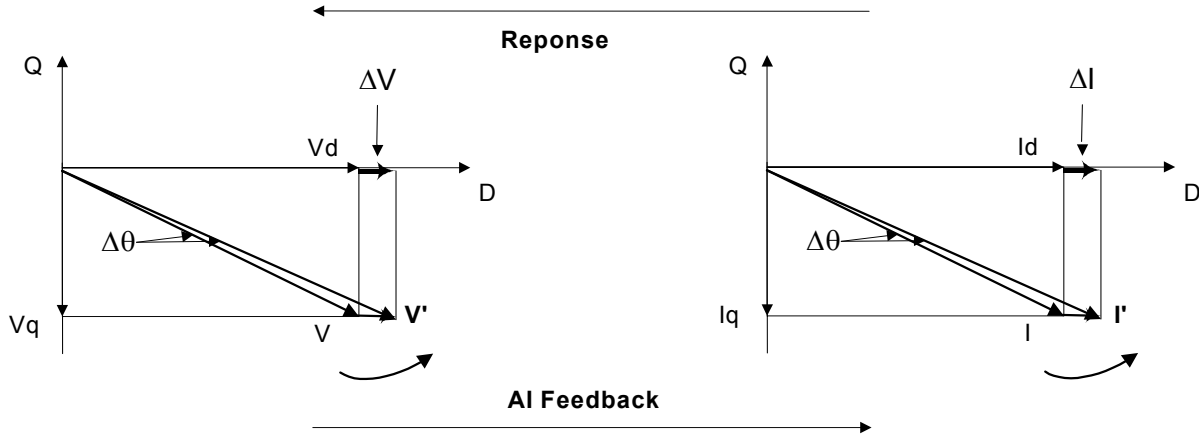 Reponse
Q
ΔV
Vd
D
Δθ
Vq
V
V'
Q
ΔI
Id
D
Δθ
Iq
I
I'
AI Feedback